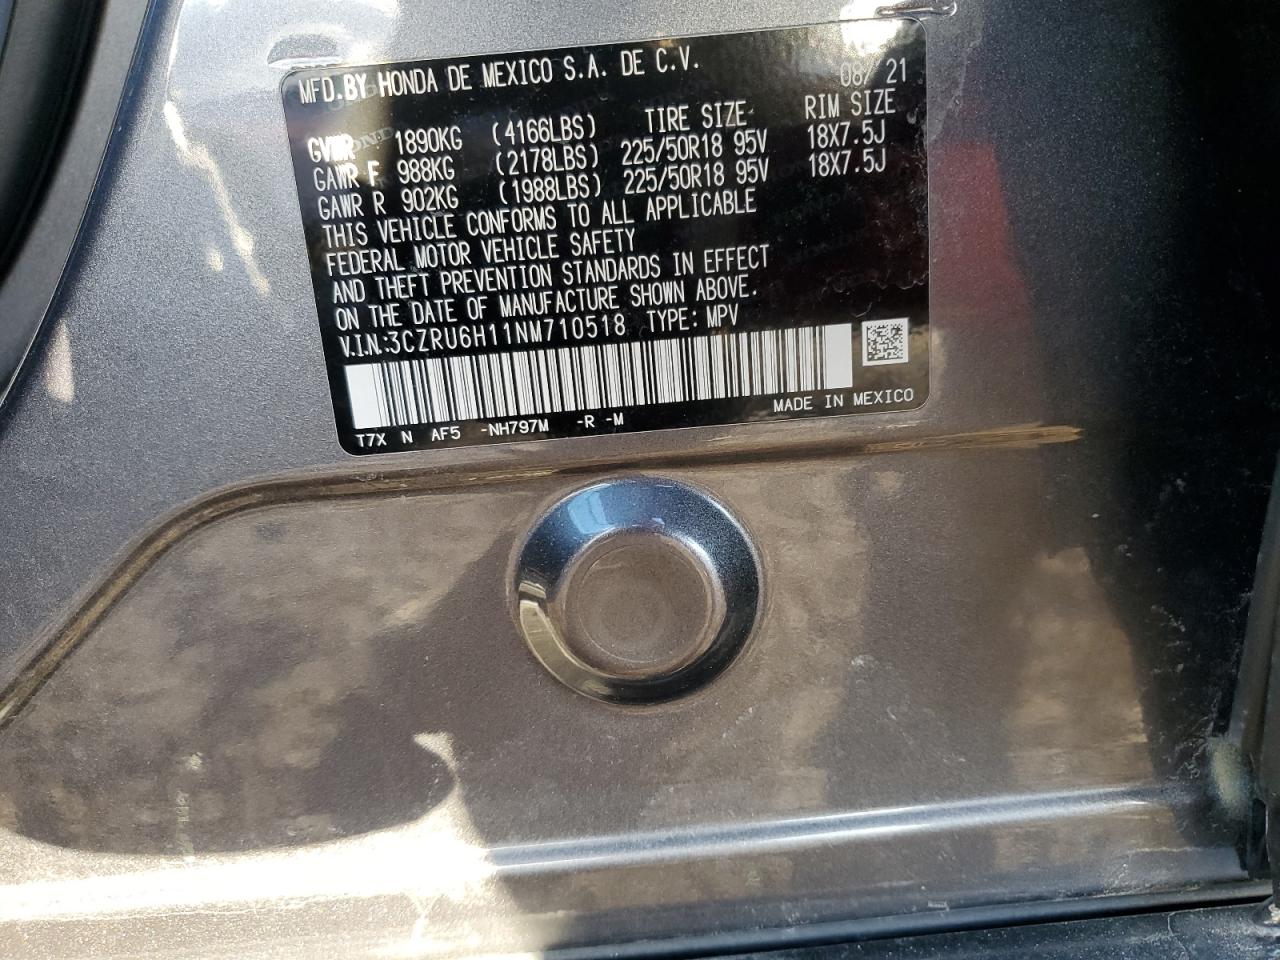 MFD.BY HONDA DE MEXICO S.A. DE C.V. 08/21
TIRE SIZE RIM SIZE
GVWR 1890KG (4166LBS)
GAWR F 988KG (2178LBS) 225/50R18 95V 18X7.5J
GAWR R 902KG (1988LBS) 225/50R18 95V 18X7.5J
THIS VEHICLE CONFORMS TO ALL APPLICABLE
FEDERAL MOTOR VEHICLE SAFETY
AND THEFT PREVENTION STANDARDS IN EFFECT
ON THE DATE OF MANUFACTURE SHOWN ABOVE.
V.I.N.:3CZRU6H11NM710518 TYPE: MPV
MADE IN MEXICO
T7X N AF5 -NH797M -R -M